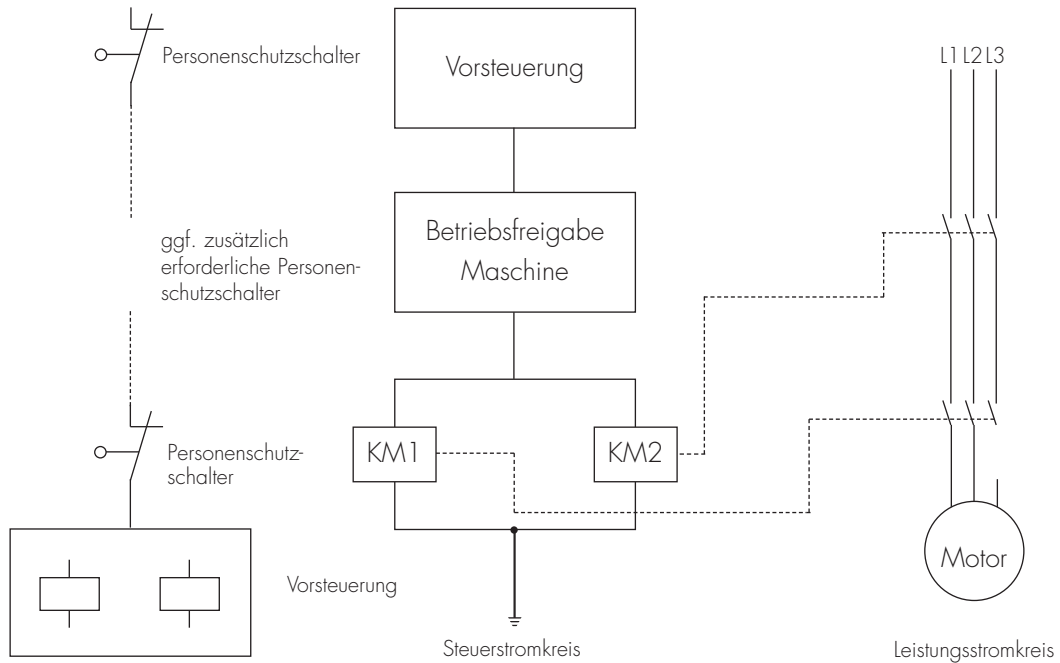 Personenschutzschalter
ggf. zusätzlich
erforderliche Personen-
schutzschalter
Personenschutz-
schalter
Vorsteuerung
Vorsteuerung
Betriebsfreigabe
Maschine
KM1
KM2
Steuerstromkreis
L1 L2 L3
Motor
Leistungsstromkreis